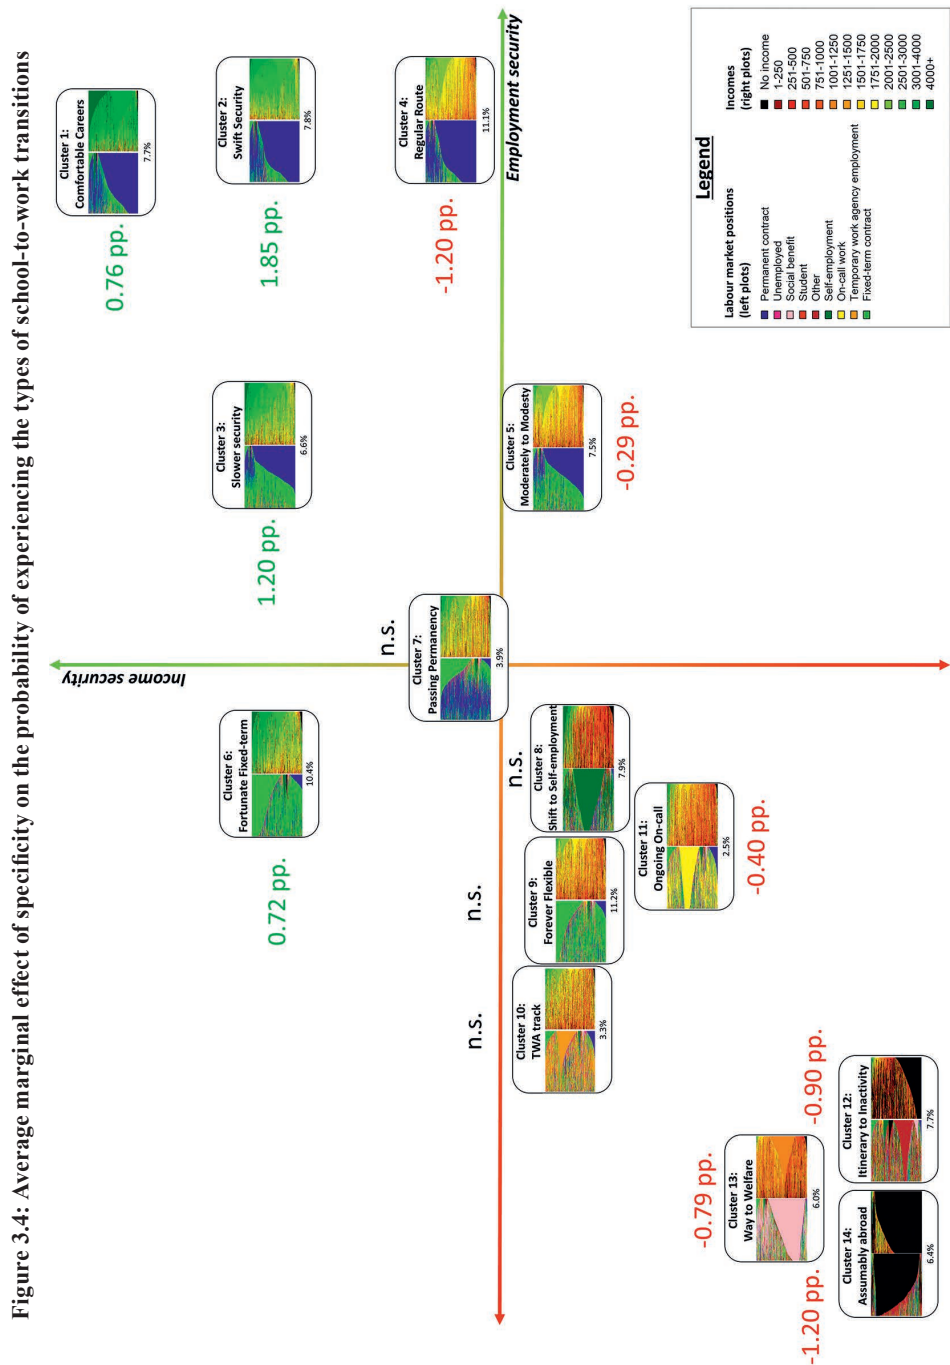 Figure 3.4: Average marginal effect of specificity on the probability of experiencing the types of school-to-work transitions
Income security
Employment security
Cluster 1:
Comfortable Careers
7.7%
0.76 pp.
Cluster 2:
Swift Security
7.8%
1.85 pp.
Cluster 4:
Regular Route
11.1%
-1.20 pp.
Cluster 3:
Slower security
6.6%
1.20 pp.
Cluster 5:
Moderately to Modesty
7.5%
-0.29 pp.
n.s.
Cluster 7:
Passing Permanency
3.9%
Cluster 6:
Fortunate Fixed-term
10.4%
0.72 pp.
n.s.
Cluster 8:
Shift to Self-employment
7.9%
n.s.
Cluster 9:
Forever Flexible
11.2%
n.s.
Cluster 10:
TWA track
3.3%
Cluster 11:
Ongoing On-call
2.5%
-0.40 pp.
-0.90 pp.
Cluster 12:
Itinerary to Inactivity
7.7%
-0.79 pp.
Cluster 13:
Way to Welfare
6.0%
-1.20 pp.
Cluster 14:
Assumably abroad
6.4%
Legend
Labour market positions
(left plots)
Permanent contract
Unemployed
Social benefit
Student
Other
Self-employment
On-call work
Temporary work agency employment
Fixed-term contract
Incomes
(right plots)
No income
1-250
251-500
501-750
751-1000
1001-1250
1251-1500
1501-1750
1751-2000
2001-2500
2501-3000
3001-4000
4000+